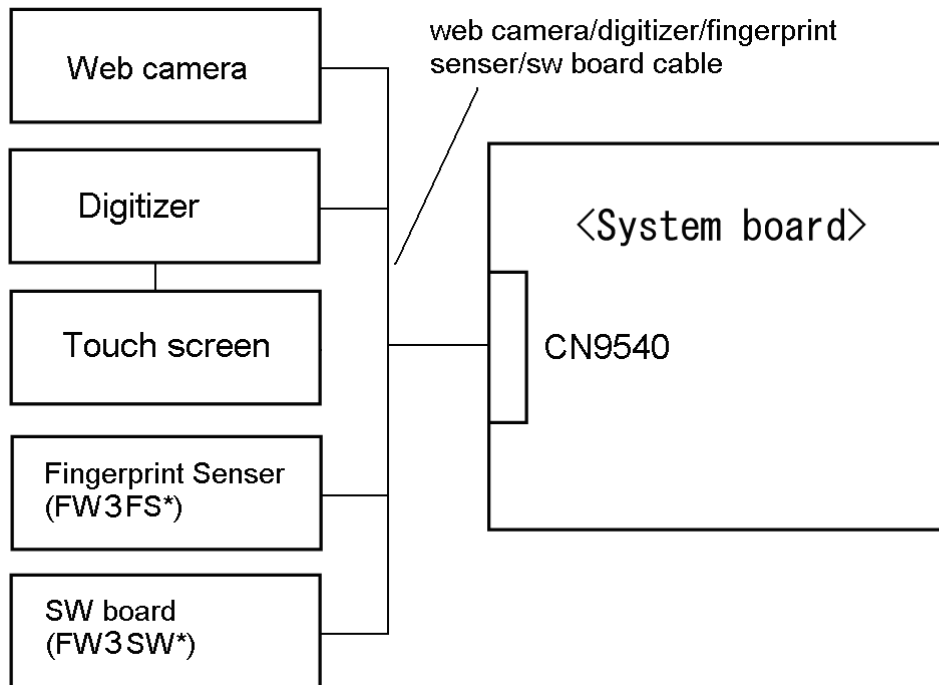 Web camera
web camera/digitizer/fingerprint
senser/sw board cable
Digitizer
<System board>
Touch screen
CN9540
Fingerprint Senser
(FW3FS*)
SW board
(FW3SW*)